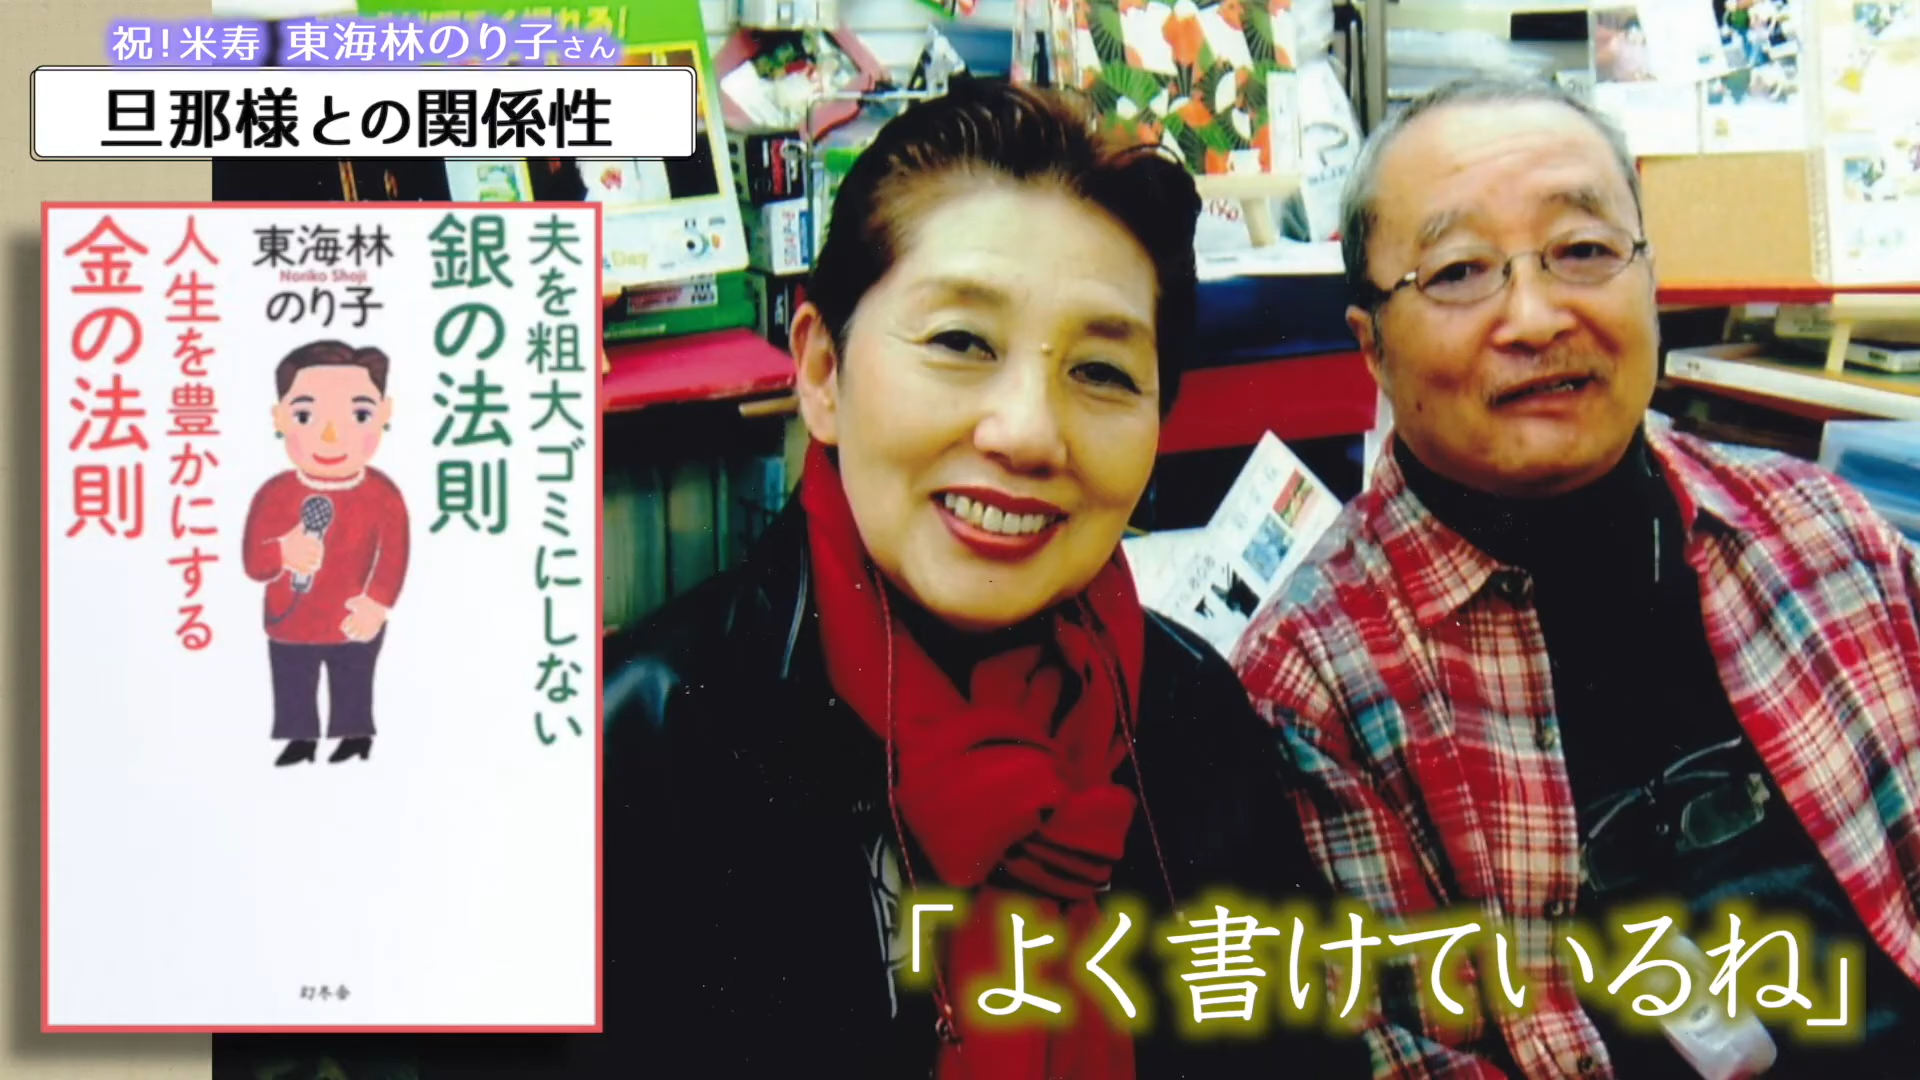 祝!米寿 東海林のり子さん
旦那様との関係性
夫を粗大ゴミにしない
銀の法則
東海林
Noriko Shoji
のり子
人生を豊かにする
金の法則
幻冬舎
「よく書けているね」